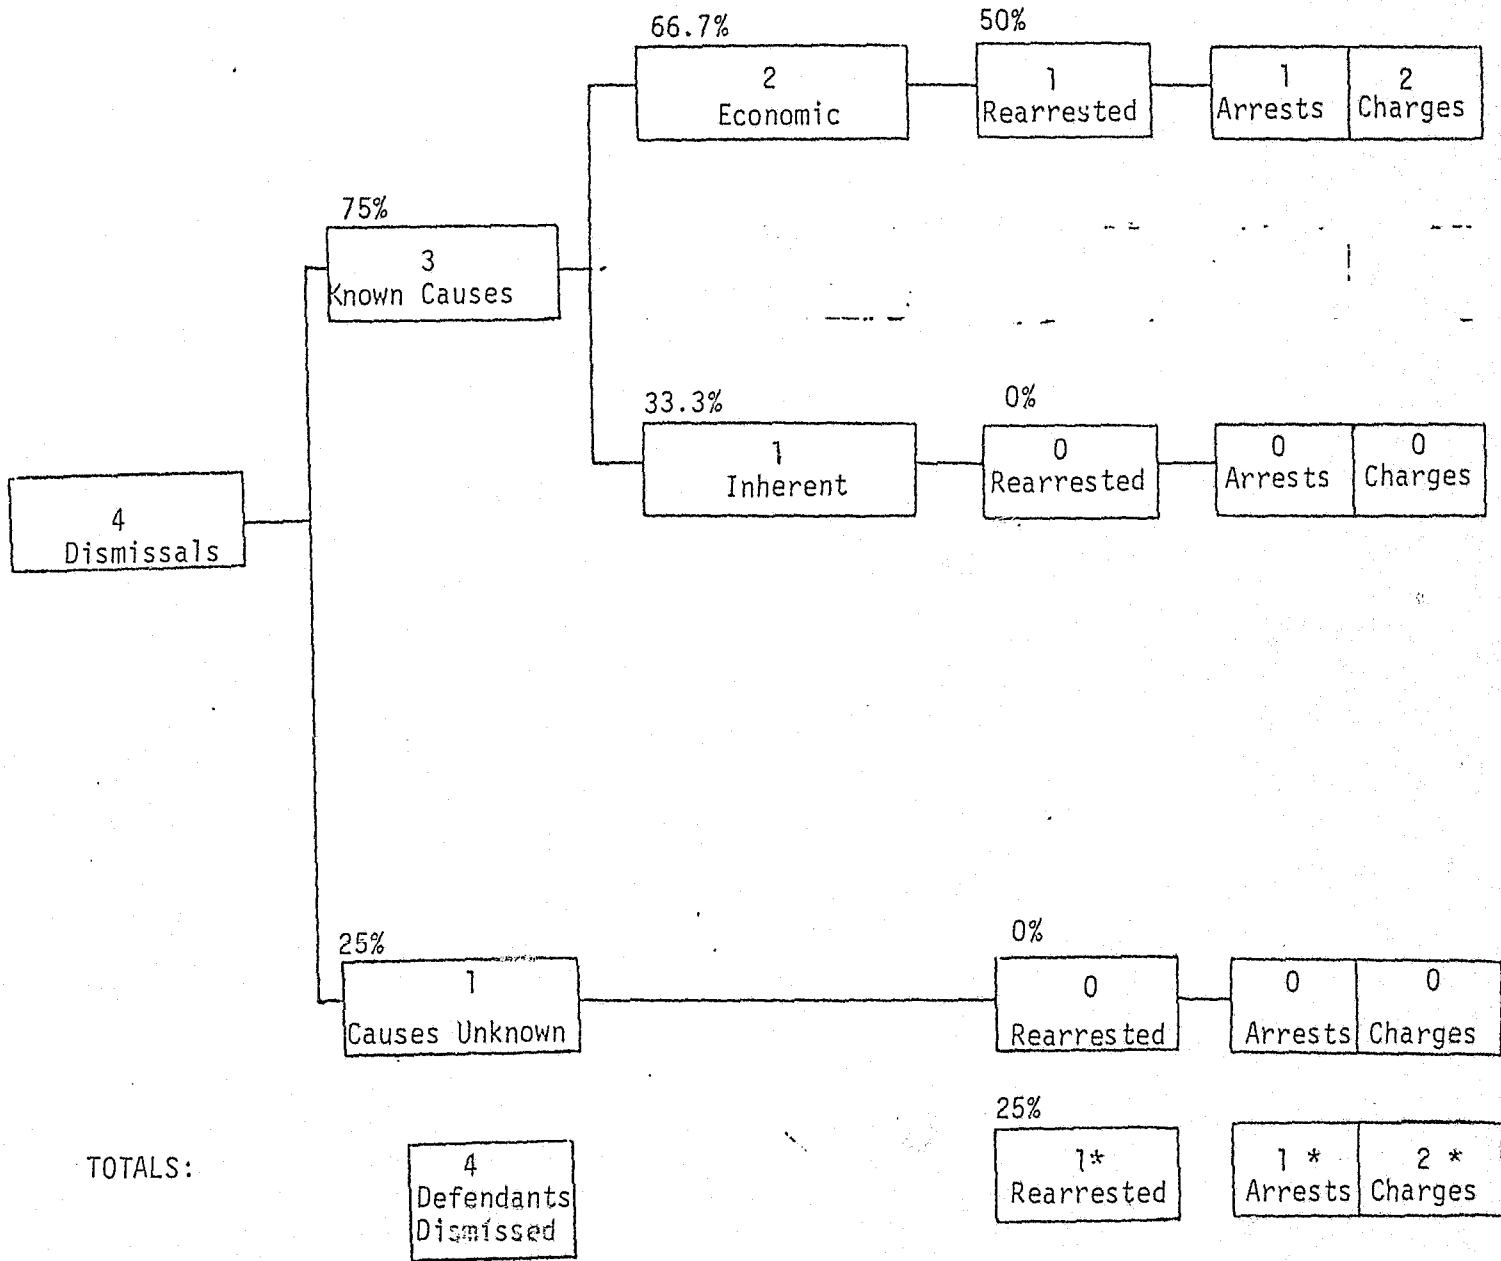 66.7%
2
Economic
50%
1
Rearrested
1
Arrests
2
Charges
75%
3
Known Causes
33.3%
1
Inherent
0%
0
Rearrested
0
Arrests
0
Charges
4
Dismissals
25%
1
Causes Unknown
0%
0
Rearrested
0
Arrests
0
Charges
TOTALS:
4
Defendants
Dismissed
25%
1*
Rearrested
1 *
Arrests
2 *
Charges